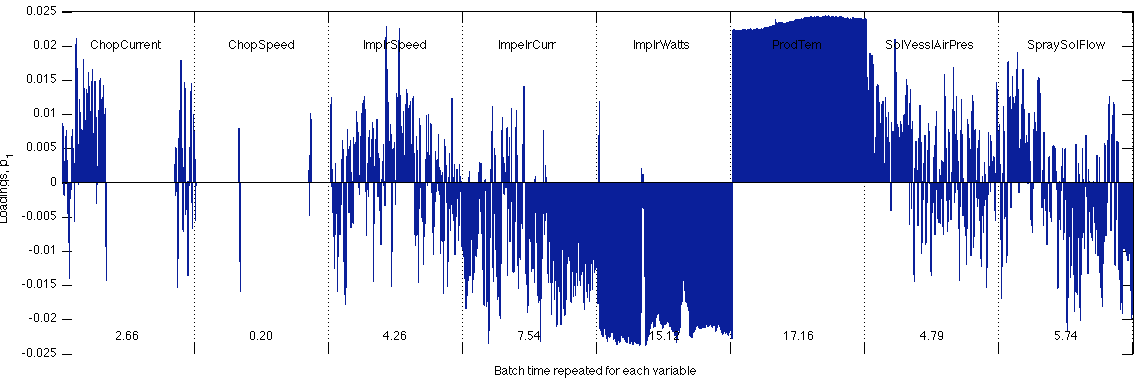 0.025
0.02
0.015
0.01
0.005
0
-0.005
-0.01
-0.015
-0.02
-0.025
Loadings, p1
ChopCurrent ChopSpeed ImplrSpeed ImpelrCurr ImplrWatts ProdTem SolVesslAirPres SpraySolFlow
2.66 0.20 4.26 7.54 17.16 4.79 5.74
Batch time repeated for each variable